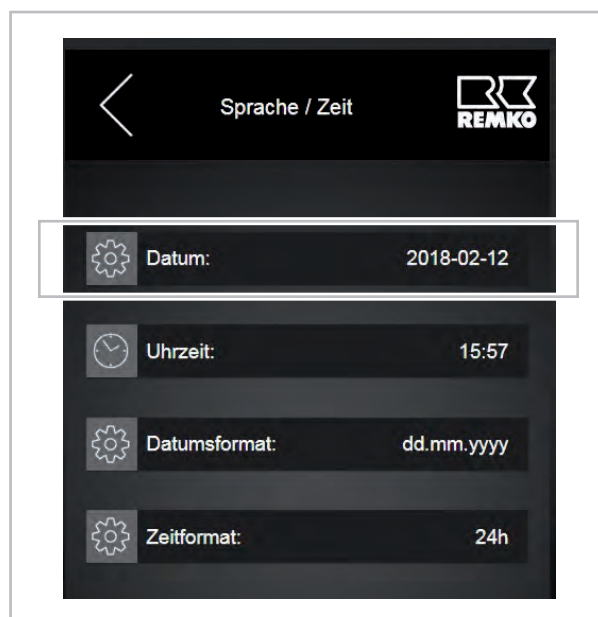 Sprache / Zeit
REMKO
Datum: 2018-02-12
Uhrzeit: 15:57
Datumsformat: dd.mm.yyyy
Zeitformat: 24h